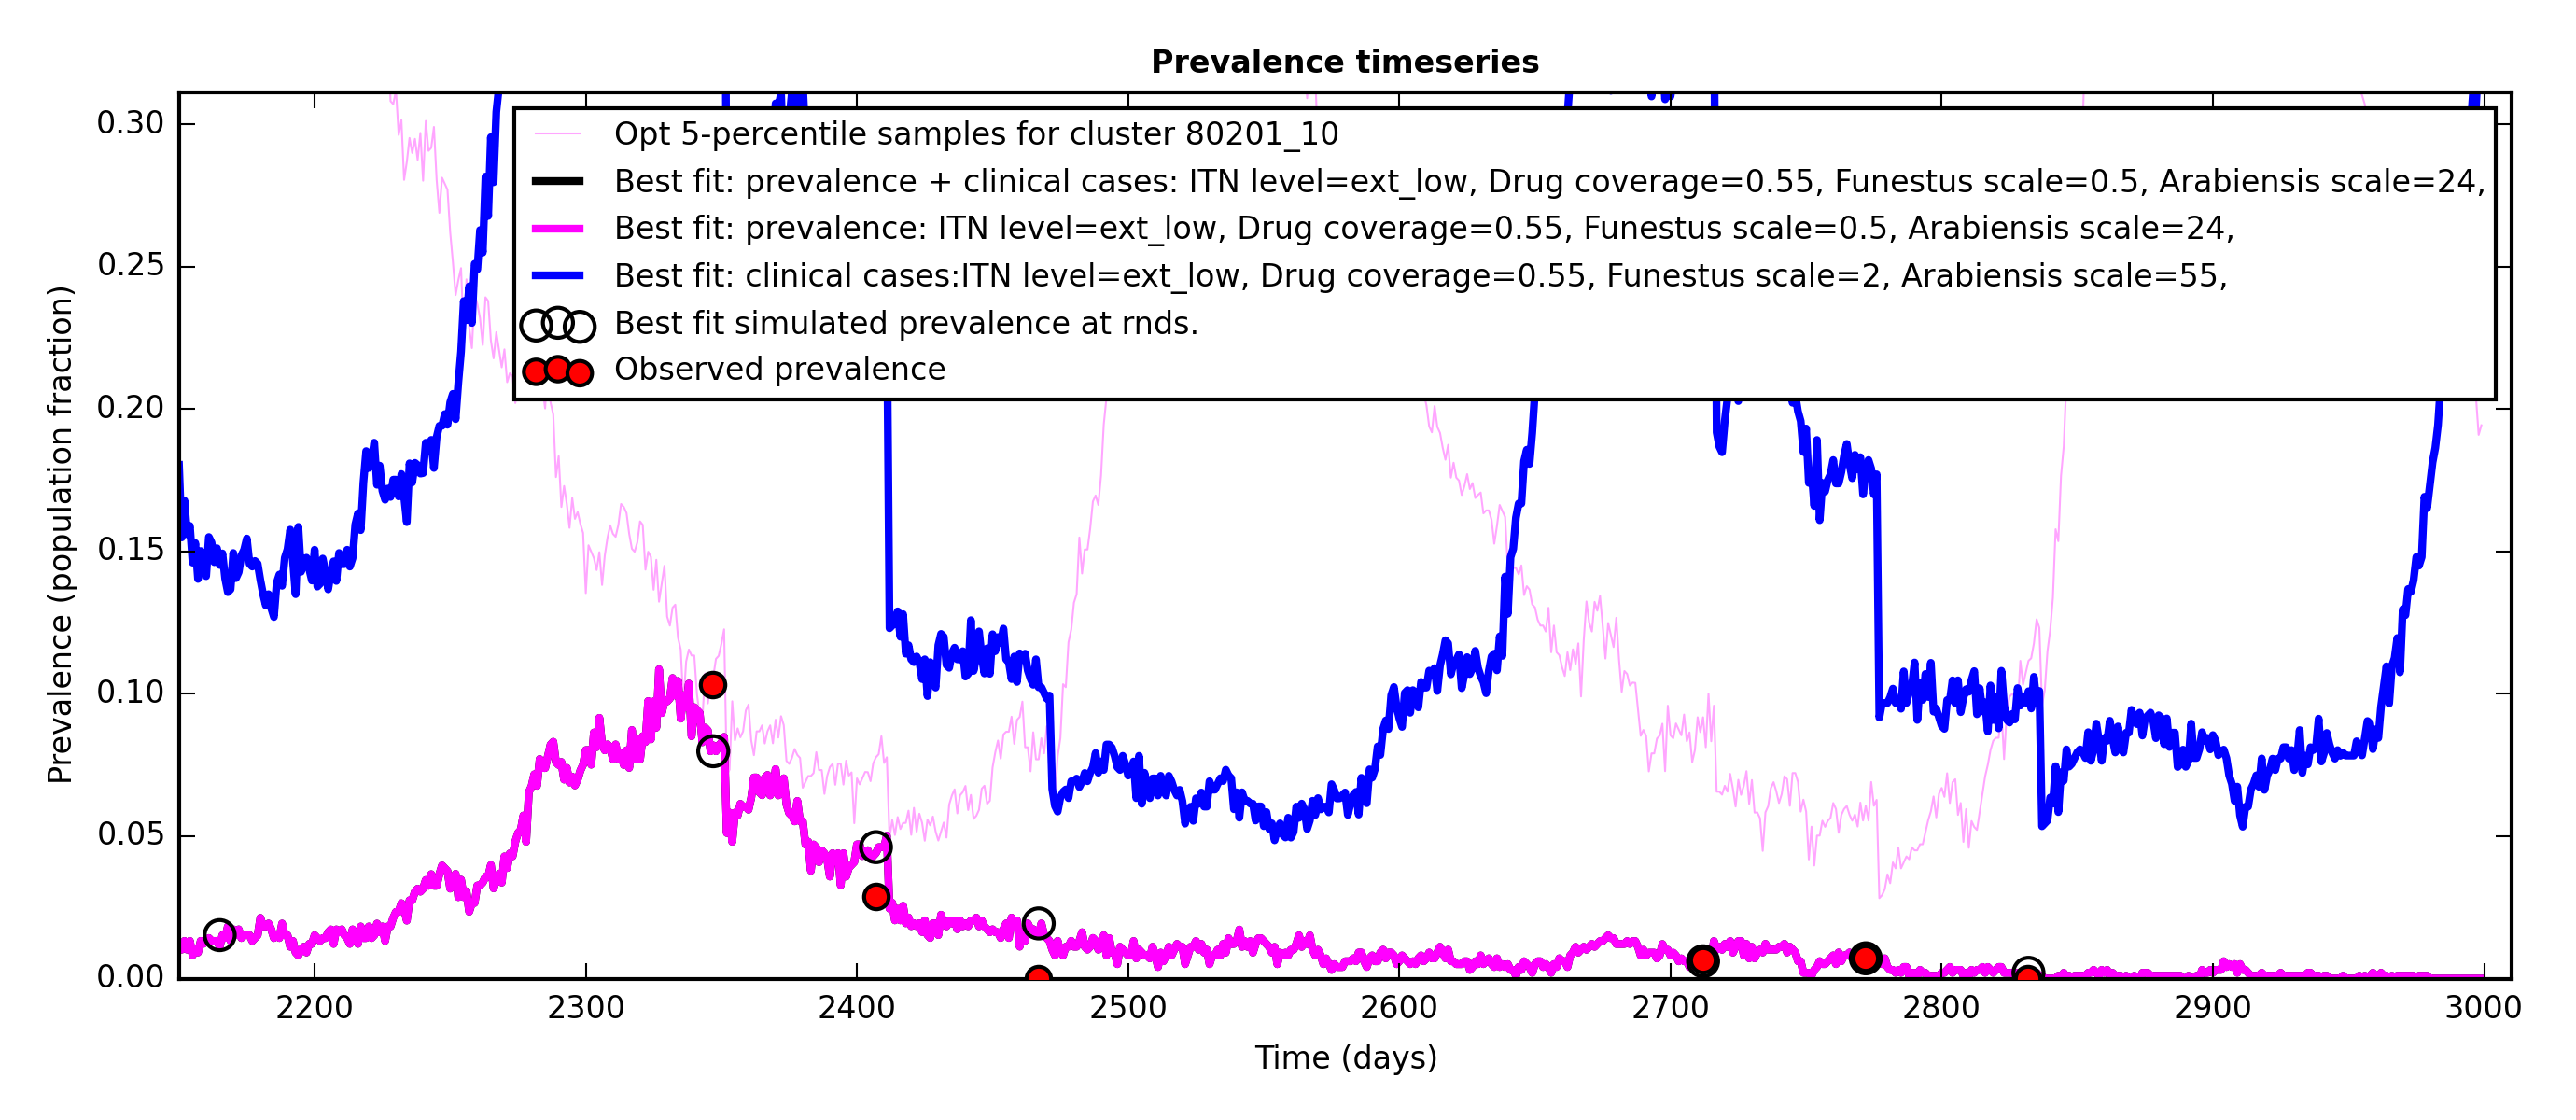 Prevalence timeseries
Opt 5-percentile samples for cluster 80201_10
Best fit: prevalence + clinical cases: ITN level=ext_low, Drug coverage=0.55, Funestus scale=0.5, Arabiensis scale=24,
Best fit: prevalence: ITN level=ext_low, Drug coverage=0.55, Funestus scale=0.5, Arabiensis scale=24,
Best fit: clinical cases:ITN level=ext_low, Drug coverage=0.55, Funestus scale=2, Arabiensis scale=55,
Best fit simulated prevalence at rnds.
Observed prevalence
Prevalence (population fraction)
0.30
0.25
0.20
0.15
0.10
0.05
0.00
2200 2300 2400 2500 2600 2700 2800 2900 3000
Time (days)